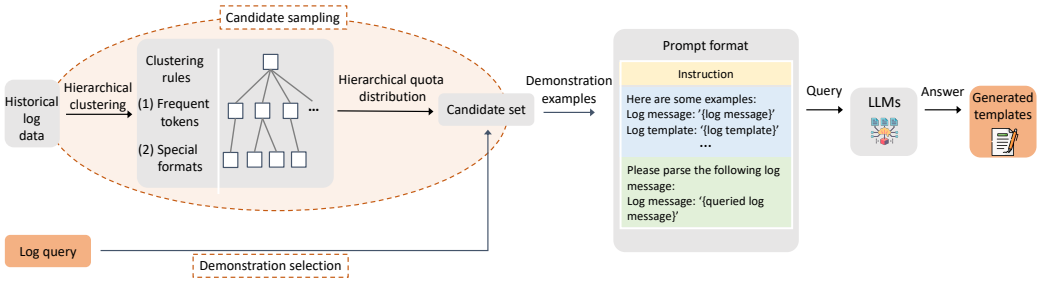 Candidate sampling
Historical
log
data
Hierarchical
clustering
Clustering
rules
(1) Frequent
tokens
(2) Special
formats
...
Hierarchical quota
distribution
Candidate set
Log query
Demonstration selection
Demonstration
examples
Prompt format
Instruction
Here are some examples:
Log message: '{log message}'
Log template: '{log template}'
...
Please parse the following log
message:
Log message: '{queried log
message}'
Query
LLMs
Answer
Generated
templates